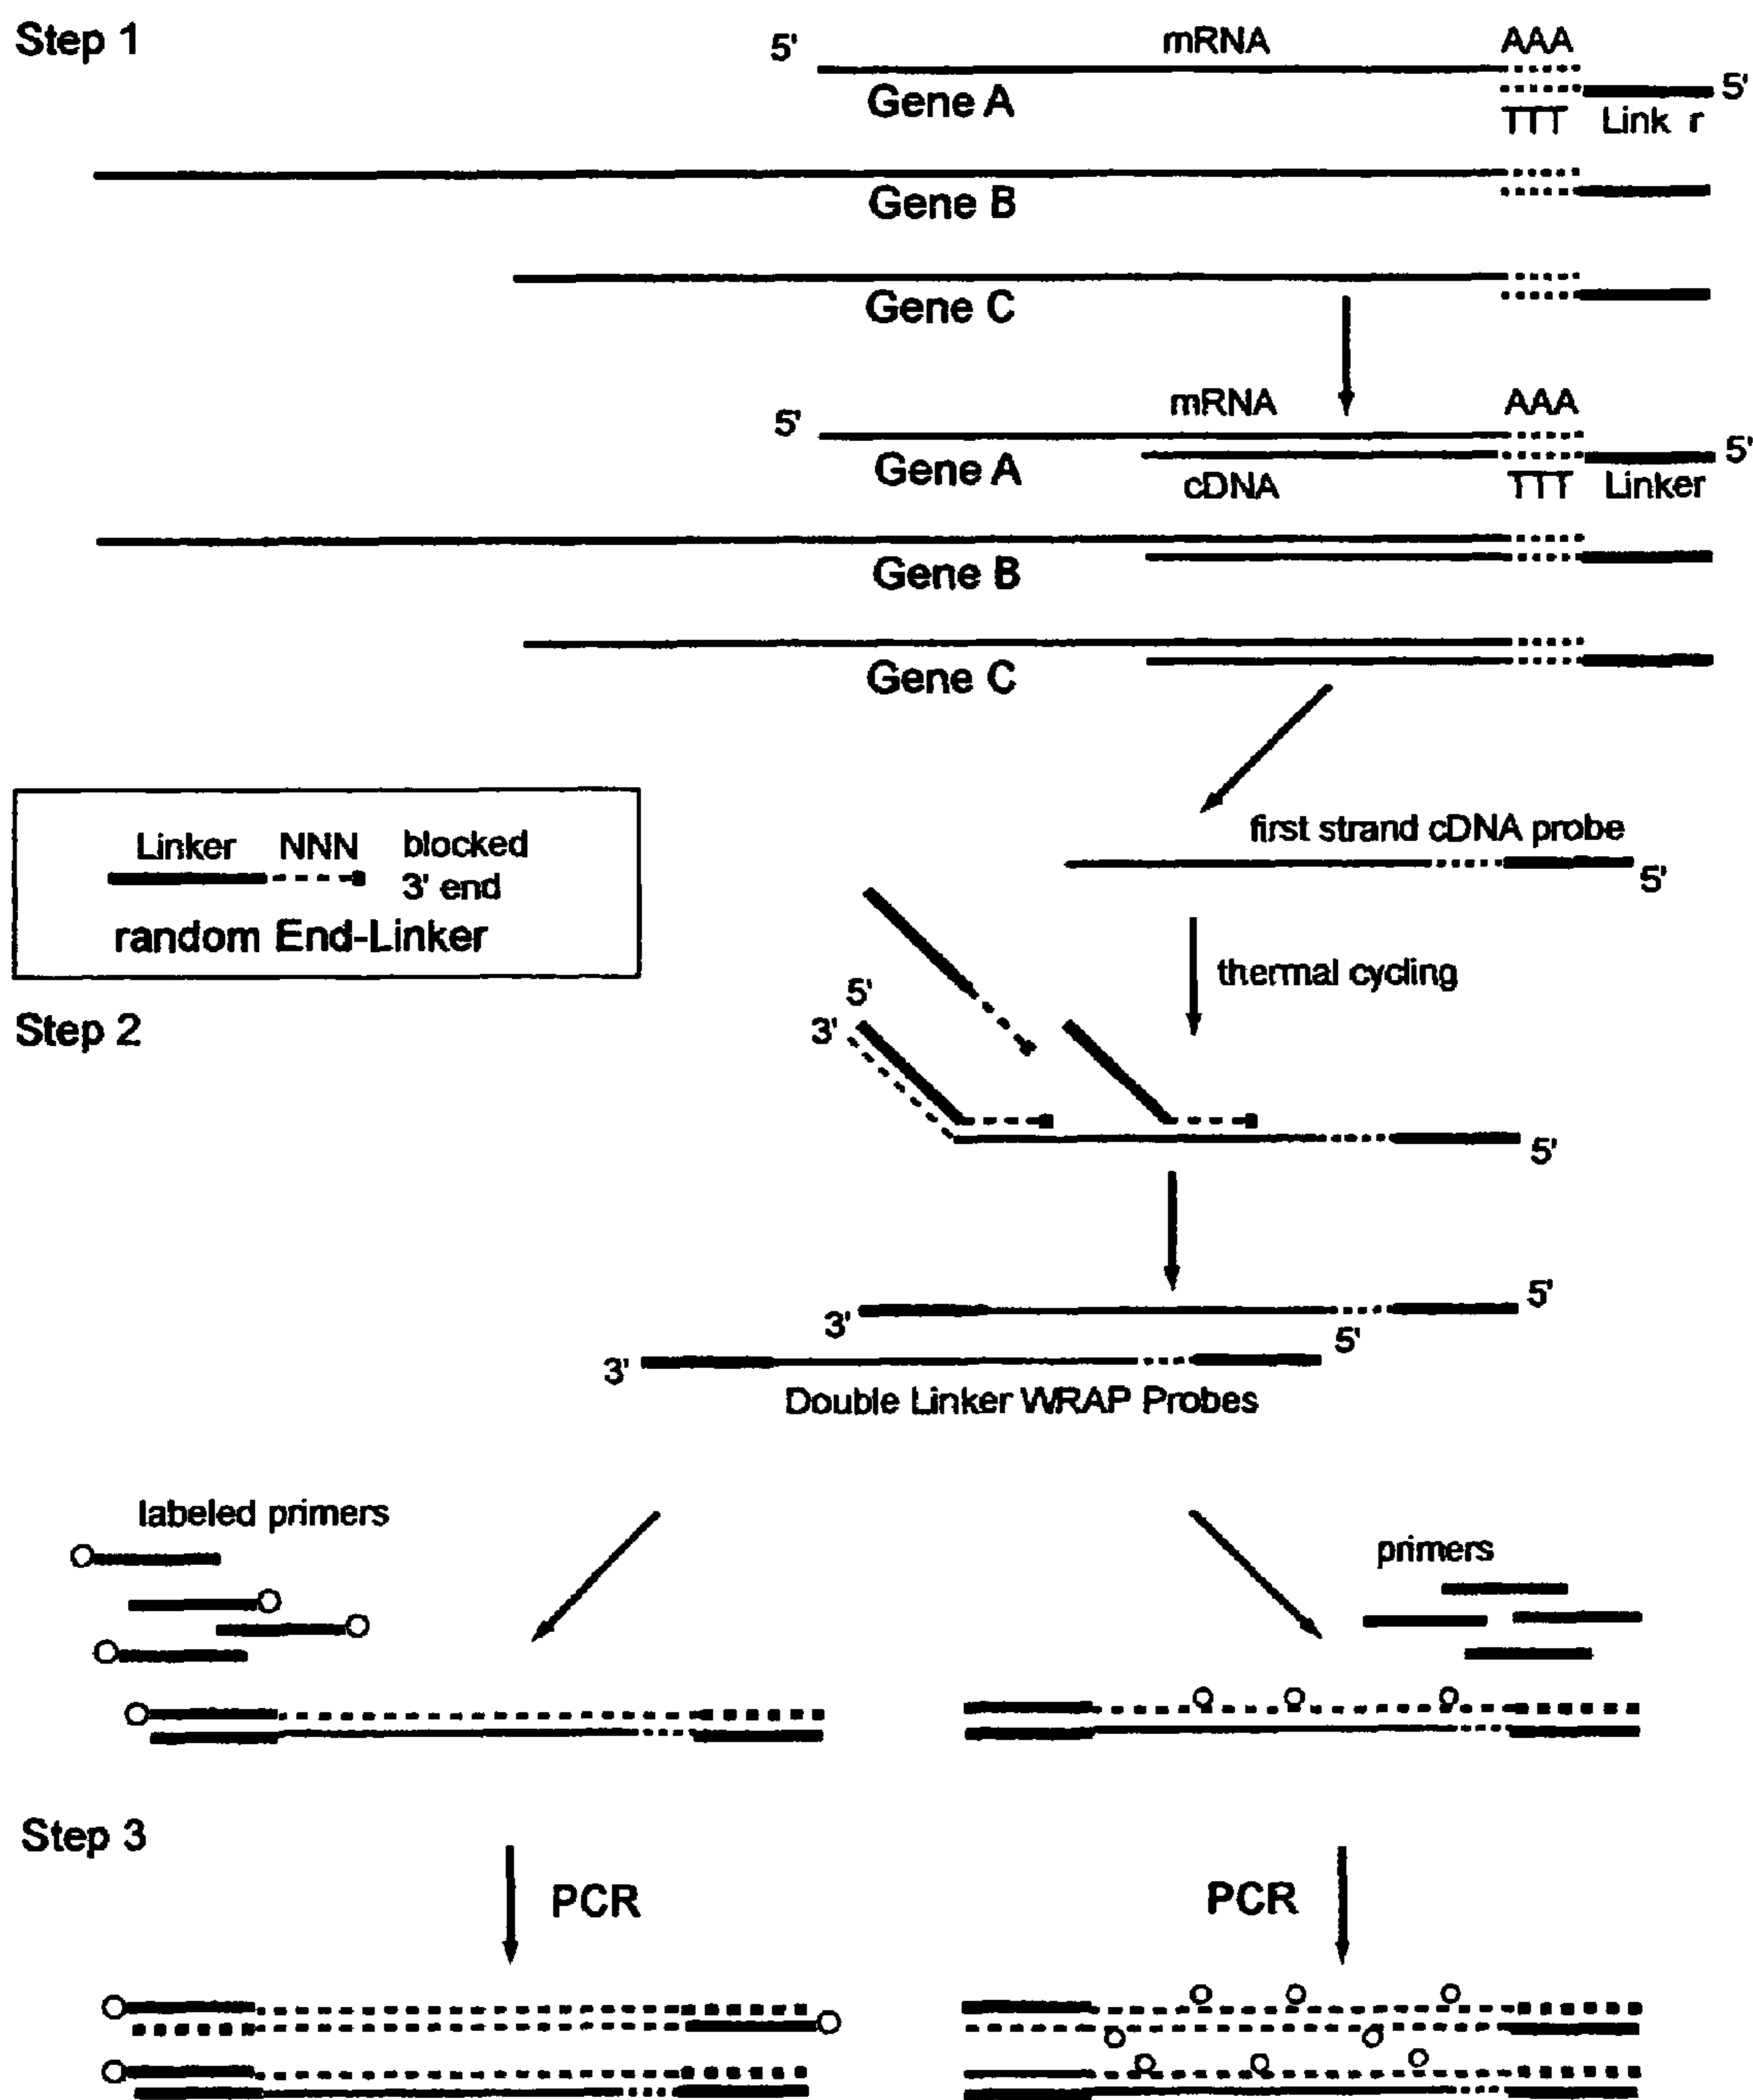 Step 1
5' mRNA AAA
Gene A 5'
TTT Link r
Gene B
Gene C
mRNA AAA
5' 5'
Gene A
cDNA TTT Linker
Gene B
Gene C
first strand cDNA probe
5'
Linker NNN blocked
3' end
random End-Linker
thermal cycling
Step 2
5'
3'
5'
5'
3'
5'
3'
Double Linker WRAP Probes
labeled primers
primers
Step 3
PCR PCR